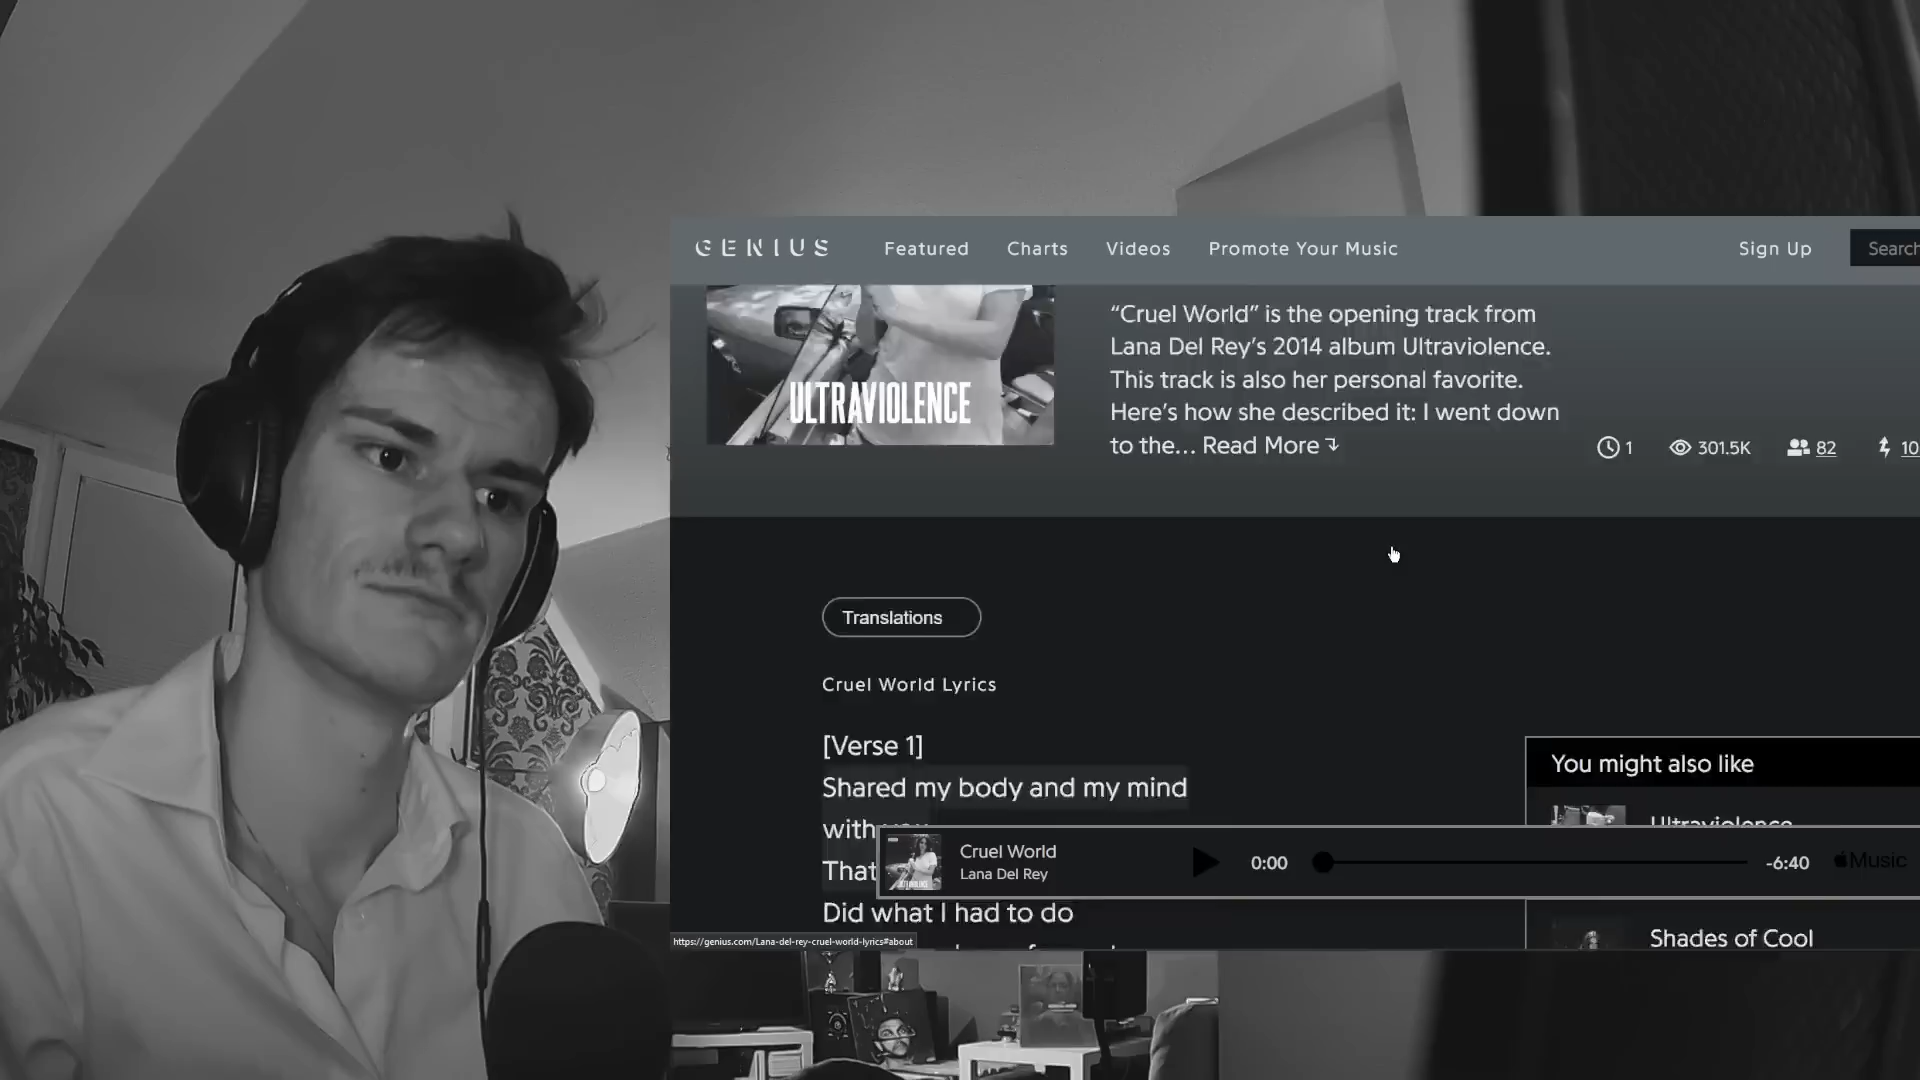 GENIUS Featured Charts Videos Promote Your Music Sign Up Search
ULTRAVIOLENCE
“Cruel World” is the opening track from
Lana Del Rey’s 2014 album Ultraviolence.
This track is also her personal favorite.
Here’s how she described it: I went down
to the... Read More
1 301.5K 82 10
Translations
Cruel World Lyrics
[Verse 1]
Shared my body and my mind
with
That
Did what I had to do
You might also like
Ultraviolence
Shades of Cool
Cruel World
Lana Del Rey
0:00 -6:40 Music
https://genius.com/Lana-del-rey-cruel-world-lyrics#about